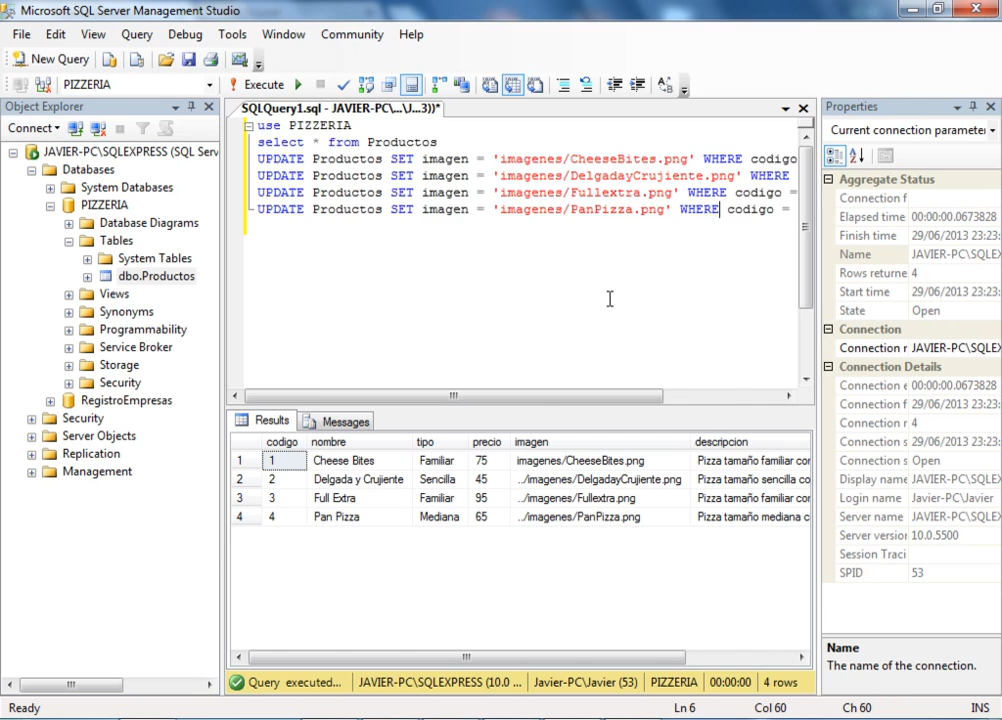 Microsoft SQL Server Management Studio
File Edit View Query Debug Tools Window Community Help
New Query
PIZZERIA Execute
Object Explorer
Connect
JAVIER-PC\SQLEXPRESS (SQL Serv
Databases
System Databases
PIZZERIA
Database Diagrams
Tables
System Tables
dbo.Productos
Views
Synonyms
Programmability
Service Broker
Storage
Security
RegistroEmpresas
Security
Server Objects
Replication
Management
SQLQuery1.sql - JAVIER-PC\...\J...3))*
use PIZZERIA
select * from Productos
UPDATE Productos SET imagen = 'imagenes/CheeseBites.png' WHERE codigo
UPDATE Productos SET imagen = 'imagenes/DelgadayCrujiente.png' WHERE
UPDATE Productos SET imagen = 'imagenes/Fullextra.png' WHERE codigo =
UPDATE Productos SET imagen = 'imagenes/PanPizza.png' WHERE codigo =
Results Messages
codigo nombre tipo precio imagen descripcion
1 1 Cheese Bites Familiar 75 imagenes/CheeseBites.png Pizza tamaño familiar con
2 2 Delgada y Crujiente Sencilla 45 ../imagenes/DelgadayCrujiente.png Pizza tamaño sencilla co
3 3 Full Extra Familiar 95 ../imagenes/Fullextra.png Pizza tamaño familiar con
4 4 Pan Pizza Mediana 65 ../imagenes/PanPizza.png Pizza tamaño mediana c
Query executed... JAVIER-PC\SQLEXPRESS (10.0 ... Javier-PC\Javier (53) PIZZERIA 00:00:00 4 rows
Properties
Current connection parameter
Aggregate Status
Connection f
Elapsed time 00:00:00.0673828
Finish time 29/06/2013 23:23:
Name JAVIER-PC\SQLEX
Rows returne 4
Start time 29/06/2013 23:23:
State Open
Connection
Connection r JAVIER-PC\SQLEX
Connection Details
Connection e 00:00:00.0673828
Connection f 29/06/2013 23:23:
Connection r 4
Connection s 29/06/2013 23:23:
Connection s Open
Display name JAVIER-PC\SQLEX
Login name Javier-PC\Javier
Server name JAVIER-PC\SQLEX
Server version 10.0.5500
Session Traci
SPID 53
Name
The name of the connection.
Ready Ln 6 Col 60 Ch 60 INS